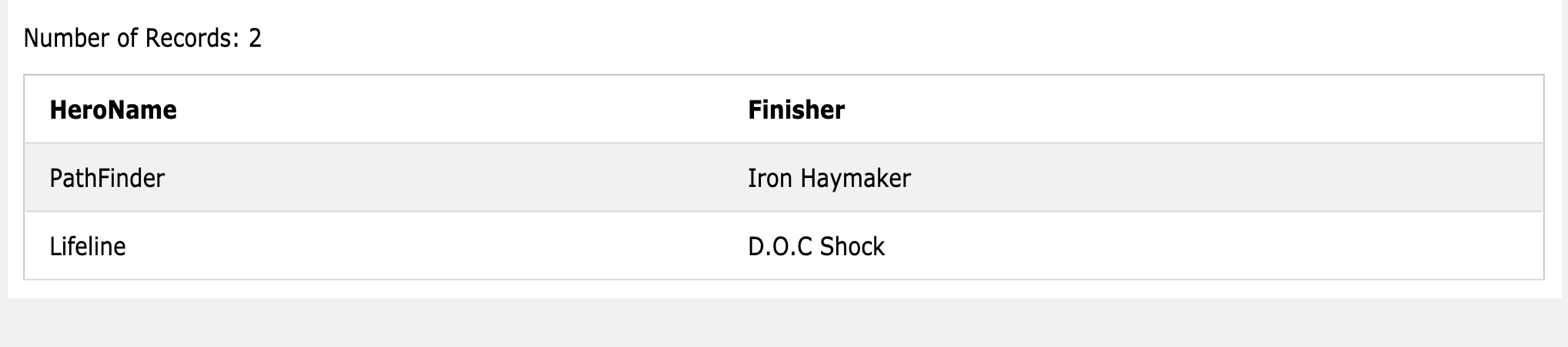 Number of Records: 2
HeroName Finisher
PathFinder Iron Haymaker
Lifeline D.O.C Shock